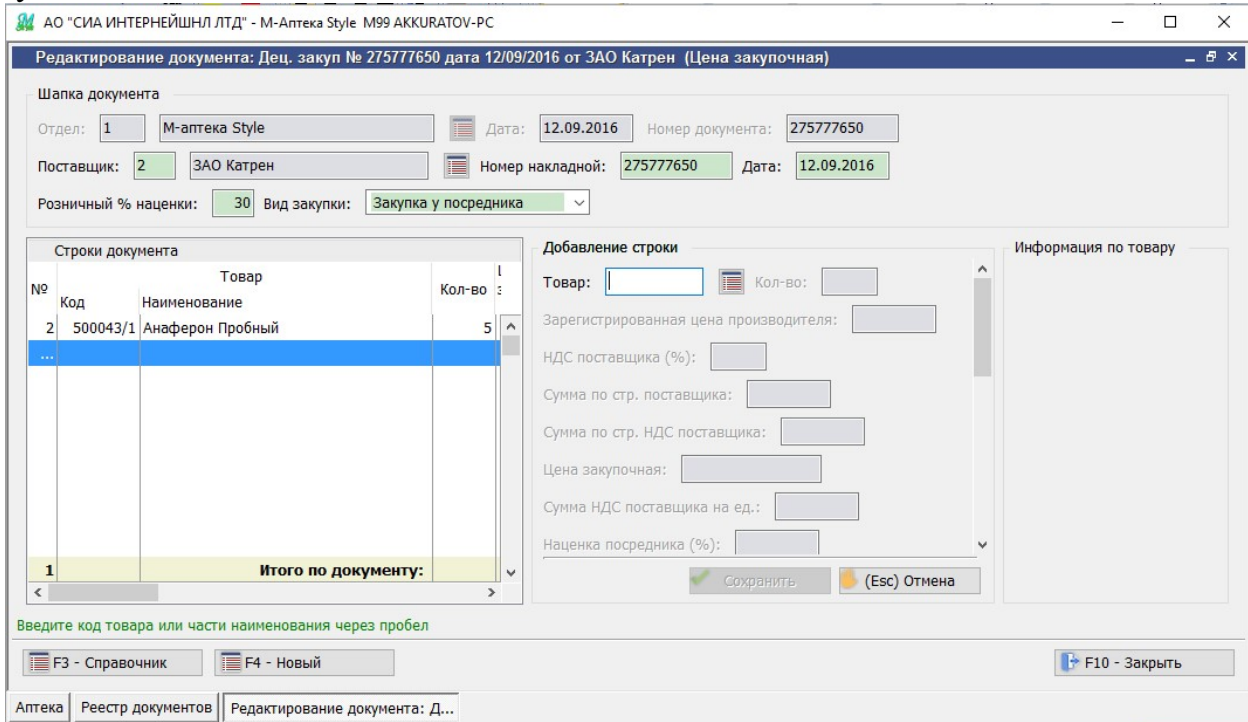 АО "СИА ИНТЕРНЕЙШНЛ ЛТД" - М-Аптека Style M99 AKKURATOV-PC
Редактирование документа: Дец. закуп № 275777650 дата 12/09/2016 от ЗАО Катрен (Цена закупочная)
Шапка документа
Отдел: 1 М-аптека Style Дата: 12.09.2016 Номер документа: 275777650
Поставщик: 2 ЗАО Катрен Номер накладной: 275777650 Дата: 12.09.2016
Розничный % наценки: 30 Вид закупки: Закупка у посредника
Строки документа
№ Товар Кол-во
Код Наименование
2 500043/1 Анаферон Пробный 5
...
1 Итого по документу:
Добавление строки
Товар: Кол-во:
Зарегистрированная цена производителя:
НДС поставщика (%):
Сумма по стр. поставщика:
Сумма по стр. НДС поставщика:
Цена закупочная:
Сумма НДС поставщика на ед.:
Наценка посредника (%):
Сохранить (Esc) Отмена
Информация по товару
Введите код товара или части наименования через пробел
F3 - Справочник F4 - Новый F10 - Закрыть
Аптека Реестр документов Редактирование документа: Д...